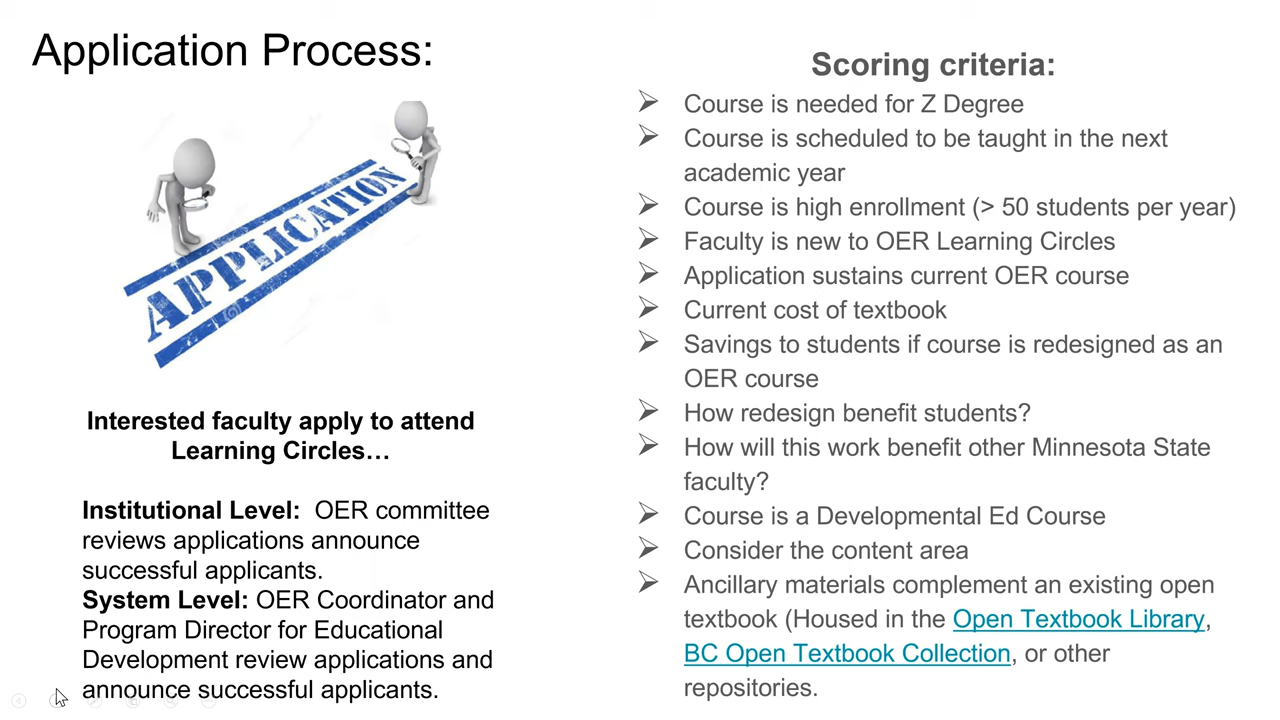 Application Process:
APPLICATION
Interested faculty apply to attend
Learning Circles…
Institutional Level:  OER committee
reviews applications announce
successful applicants.
System Level: OER Coordinator and
Program Director for Educational
Development review applications and
announce successful applicants.
Scoring criteria:
Course is needed for Z Degree
Course is scheduled to be taught in the next
academic year
Course is high enrollment (> 50 students per year)
Faculty is new to OER Learning Circles
Application sustains current OER course
Current cost of textbook
Savings to students if course is redesigned as an
OER course
How redesign benefit students?
How will this work benefit other Minnesota State
faculty?
Course is a Developmental Ed Course
Consider the content area
Ancillary materials complement an existing open
textbook (Housed in the Open Textbook Library,
BC Open Textbook Collection, or other
repositories.